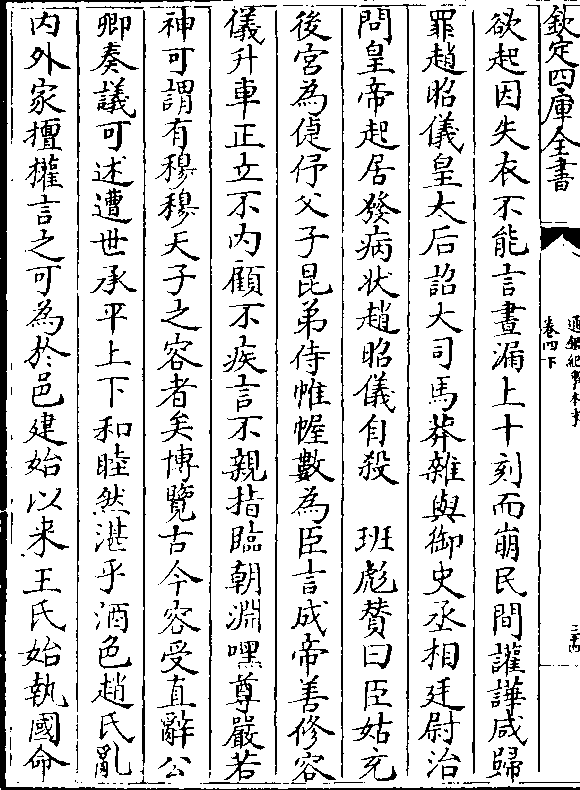 欽定四庫全書
通鑑紀事本末
卷四下
欲起因失衣不能言晝漏上十刻而崩民間讙譁咸歸
罪趙昭儀皇太后詔大司馬莽雜與御史丞相廷尉治
問皇帝起居發病狀趙昭儀自殺　班彪賛曰臣姑充
後宮為倢伃父子昆弟侍帷幄數為臣言成帝善修容
儀升車正立不內顧不疾言不親指臨朝淵嘿尊嚴若
神可謂有穆穆天子之容者矣博覽古今容受直辭公
卿奏議可述遭世承平上下和睦然湛乎酒色趙氏亂
內外家擅權言之可為於邑建始以来王氏始執國命